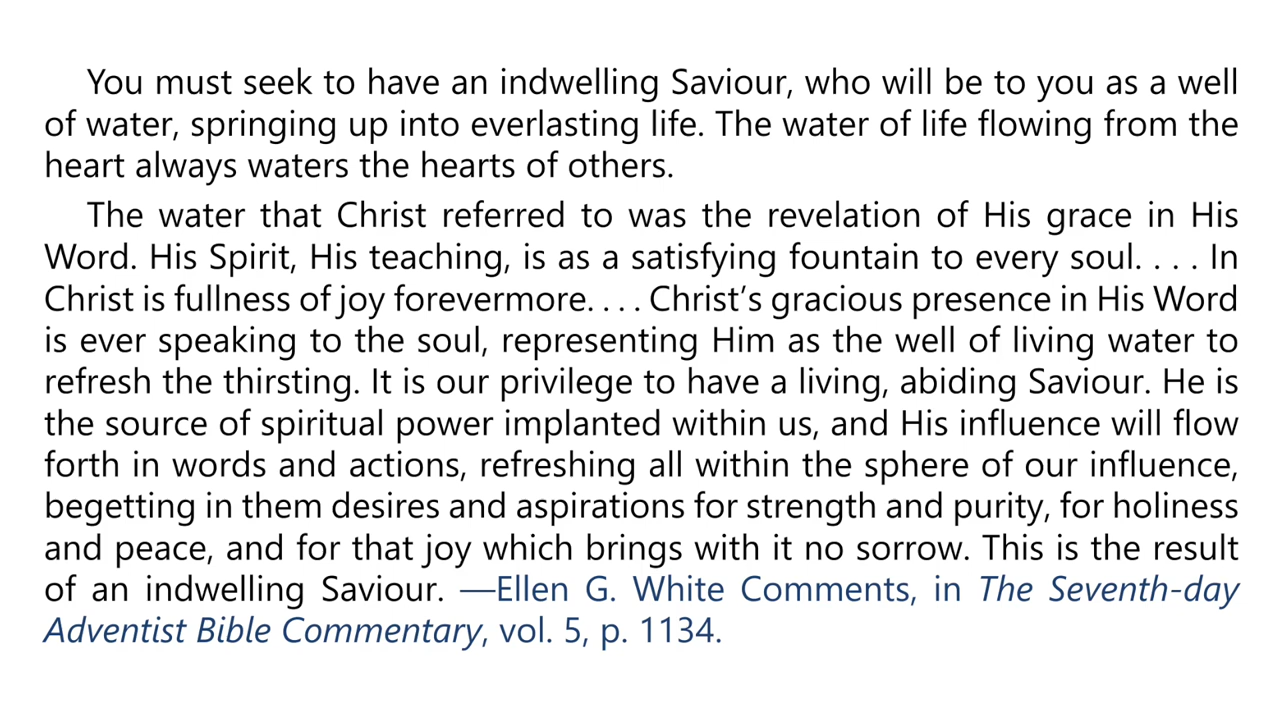 You must seek to have an indwelling Saviour, who will be to you as a well
of water, springing up into everlasting life. The water of life flowing from the
heart always waters the hearts of others.
The water that Christ referred to was the revelation of His grace in His
Word. His Spirit, His teaching, is as a satisfying fountain to every soul. . . . In
Christ is fullness of joy forevermore. . . . Christ’s gracious presence in His Word
is ever speaking to the soul, representing Him as the well of living water to
refresh the thirsting. It is our privilege to have a living, abiding Saviour. He is
the source of spiritual power implanted within us, and His influence will flow
forth in words and actions, refreshing all within the sphere of our influence,
begetting in them desires and aspirations for strength and purity, for holiness
and peace, and for that joy which brings with it no sorrow. This is the result
of an indwelling Saviour. —Ellen G. White Comments, in The Seventh-day
Adventist Bible Commentary, vol. 5, p. 1134.